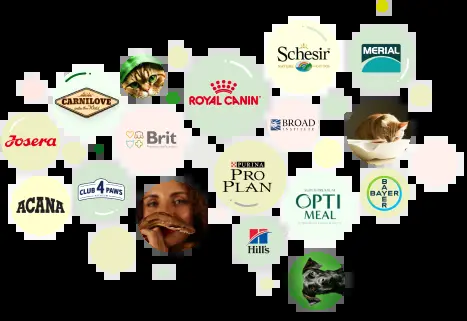 Schesir
MERIAL
CARNILOVE
ROYAL CANIN
BROAD
INSTITUTE
Josera
Brit
PURINA
PRO
PLAN
ACANA
CLUB 4 PAWS
OPTI
MEAL
BAYER
BAYER
Hill's